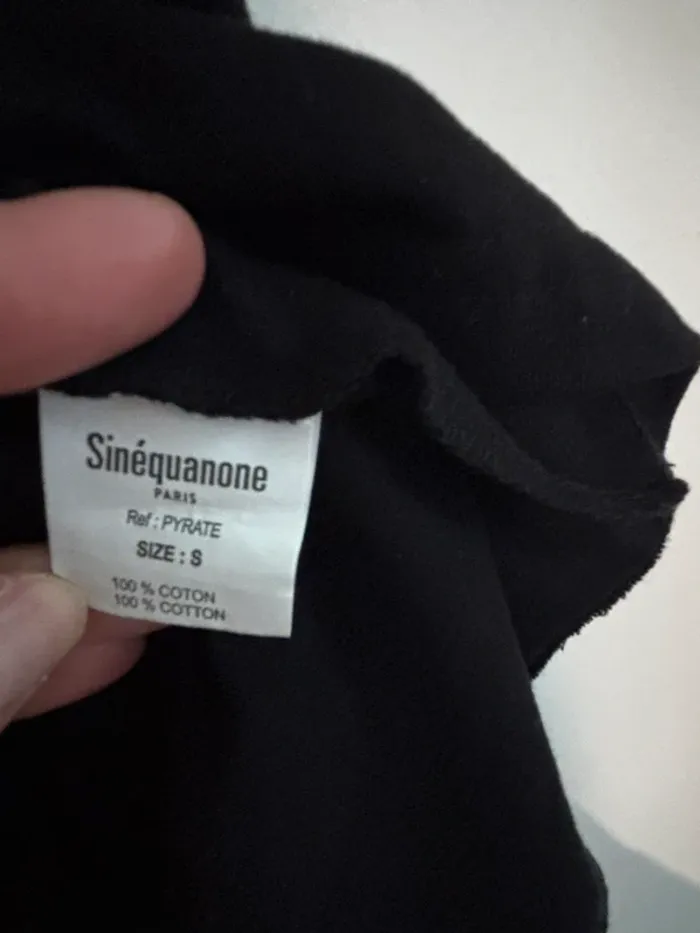 Sinéquanone
PARIS
Ref : PYRATE
SIZE : S
100 % COTON
100 % COTTON